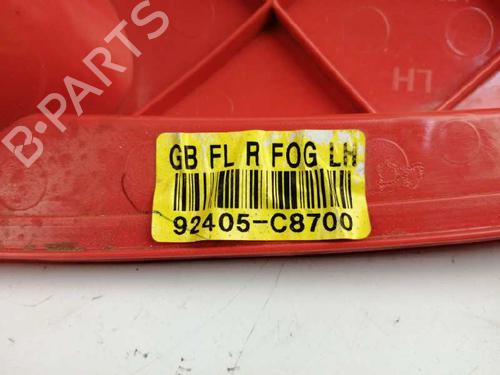 B-PARTS
LH
GB FL R FOG LH
92405-C8700